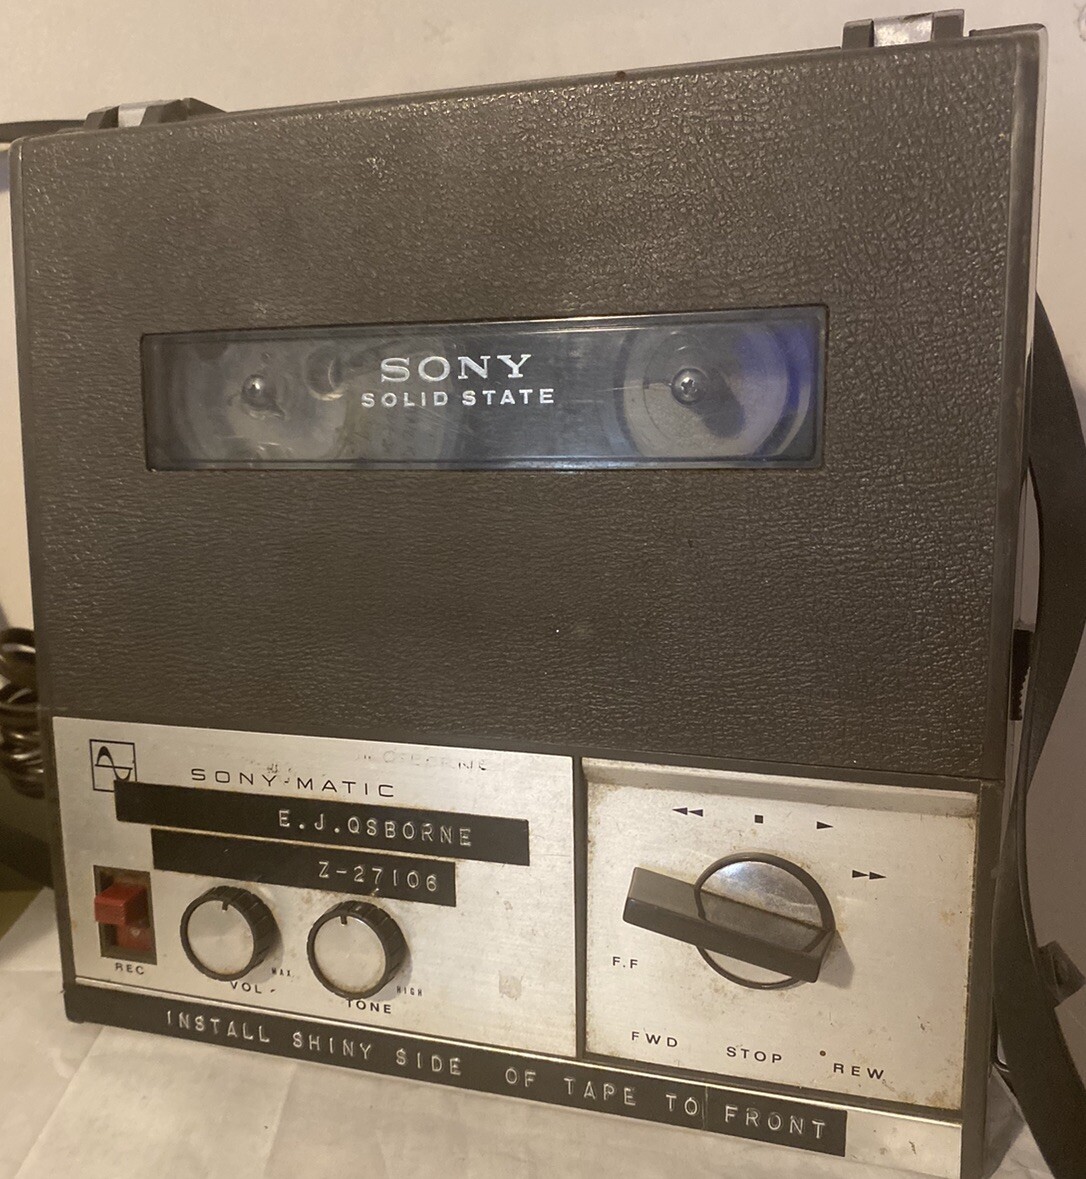 SONY
SOLID STATE
SONY-MATIC
E.J.OSBORNE
Z-27106
REC
VOL
MAX
TONE
HIGH
F.F
FWD
STOP
REW
INSTALL SHINY SIDE OF TAPE TO FRONT